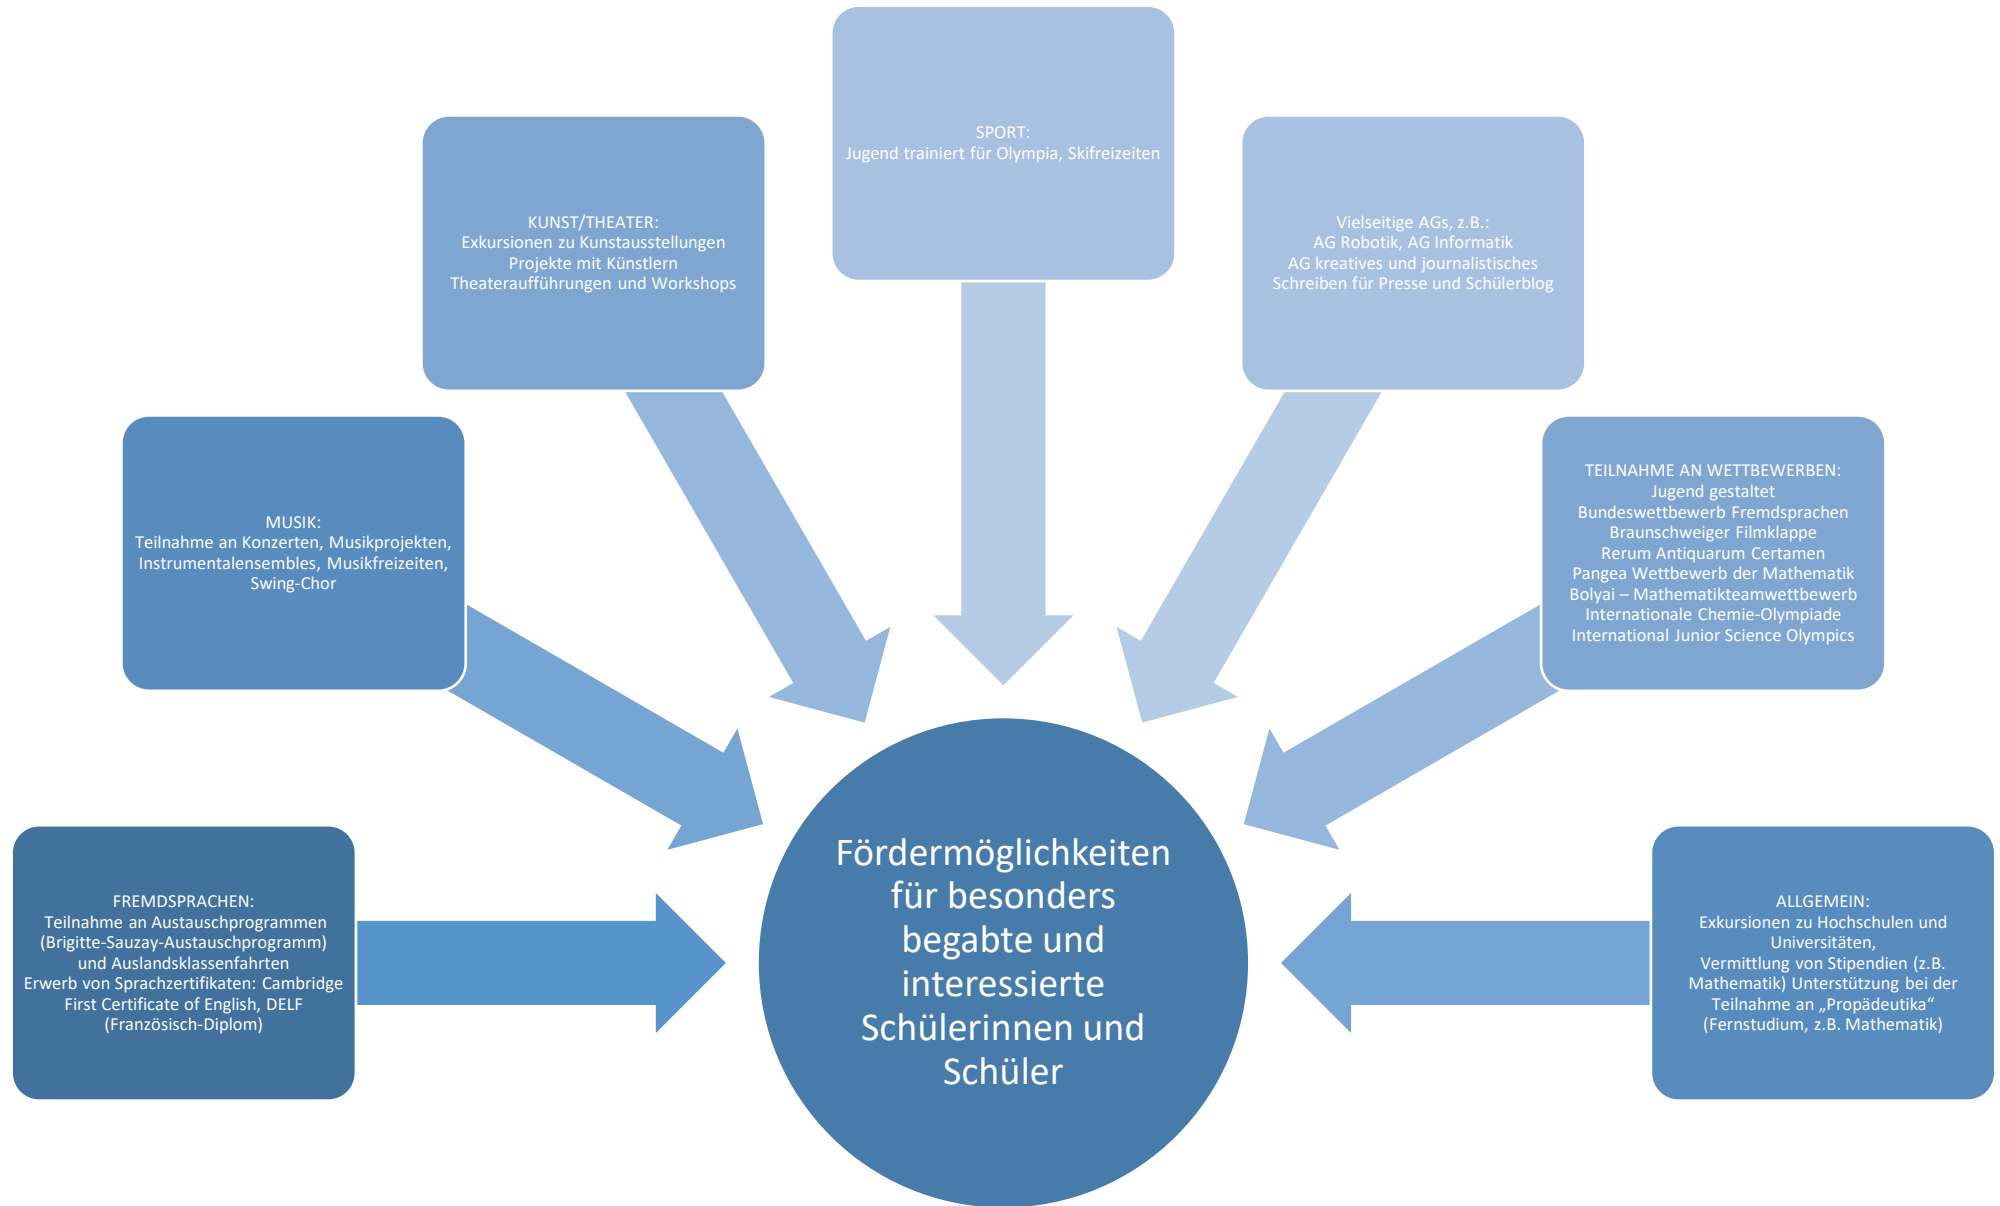 SPORT:
Jugend trainiert für Olympia, Skifreizeiten
KUNST/THEATER:
Exkursionen zu Kunstausstellungen
Projekte mit Künstlern
Theateraufführungen und Workshops
Vielseitige AGs, z.B.:
AG Robotik, AG Informatik
AG kreatives und journalistisches
Schreiben für Presse und Schülerblog
MUSIK:
Teilnahme an Konzerten, Musikprojekten,
Instrumentalensembles, Musikfreizeiten,
Swing-Chor
TEILNAHME AN WETTBEWERBEN:
Jugend gestaltet
Bundeswettbewerb Fremdsprachen
Braunschweiger Filmklappe
Rerum Antiquarum Certamen
Pangea Wettbewerb der Mathematik
Bolyai – Mathematikteamwettbewerb
Internationale Chemie-Olympiade
International Junior Science Olympics
FREMDSPRACHEN:
Teilnahme an Austauschprogrammen
(Brigitte-Sauzay-Austauschprogramm)
und Auslandsklassenfahrten
Erwerb von Sprachzertifikaten: Cambridge
First Certificate of English, DELF
(Französisch-Diplom)
Fördermöglichkeiten
für besonders
begabte und
interessierte
Schülerinnen und
Schüler
ALLGEMEIN:
Exkursionen zu Hochschulen und
Universitäten,
Vermittlung von Stipendien (z.B.
Mathematik) Unterstützung bei der
Teilnahme an „Propädeutika“
(Fernstudium, z.B. Mathematik)